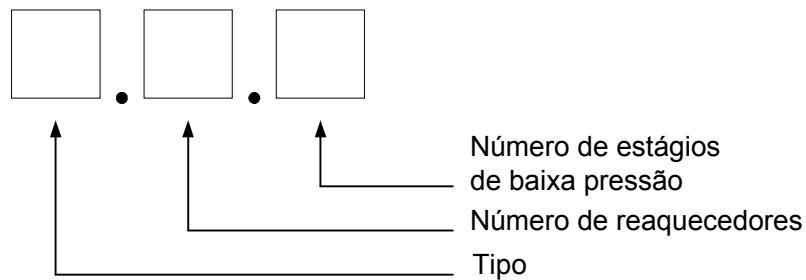 Número de estágios
de baixa pressão
Número de reaquecedores
Tipo